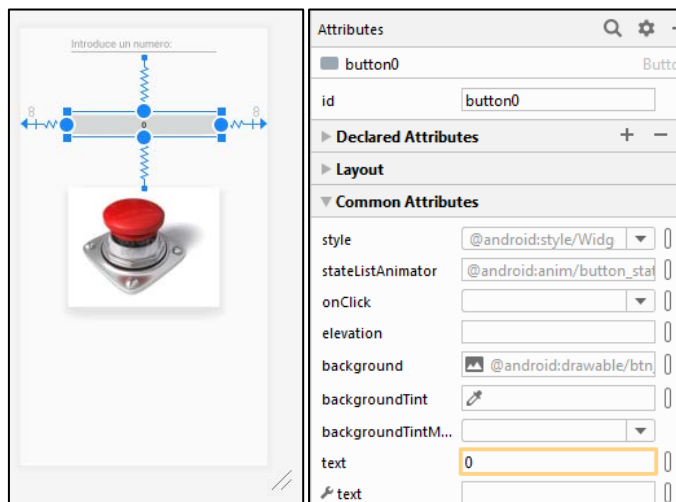 Introduce un numero:
8
8
0
Attributes
button0
Butto
id
button0
Declared Attributes
Layout
Common Attributes
style
@android:style/Widg
stateListAnimator
@android:anim/button_stat
onClick
elevation
background
@android:drawable/btn_
backgroundTint
backgroundTintM...
text
0
text